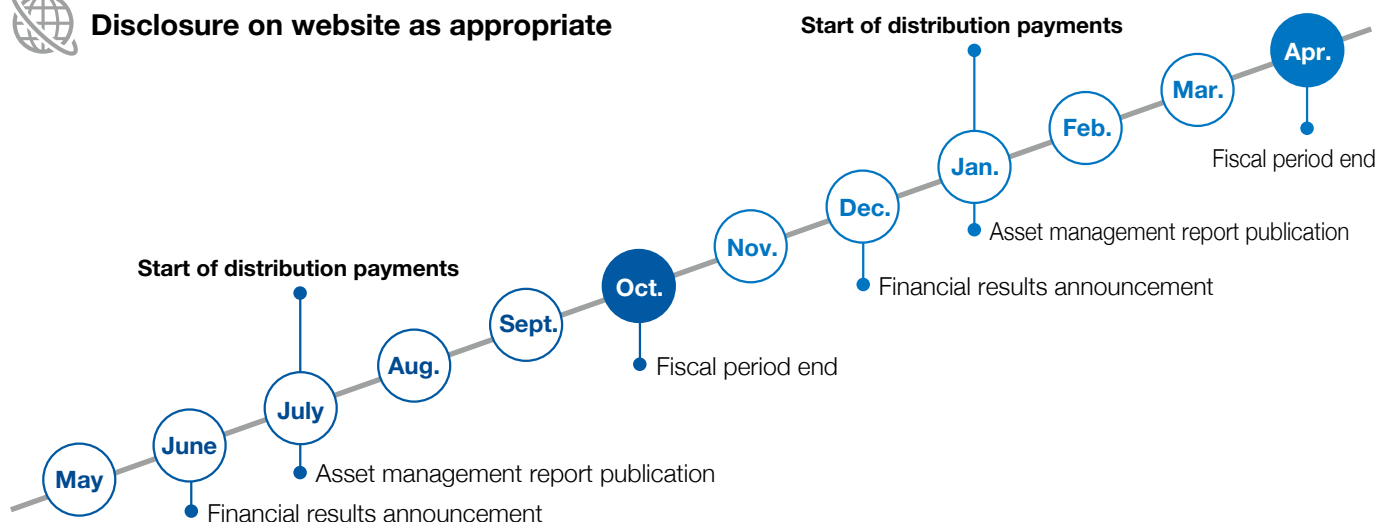 Disclosure on website as appropriate
Start of distribution payments
Apr.
Mar.
Feb.
Fiscal period end
Jan.
Dec.
Asset management report publication
Nov.
Start of distribution payments
Financial results announcement
Oct.
Sept.
Aug.
Fiscal period end
July
June
Asset management report publication
May
Financial results announcement